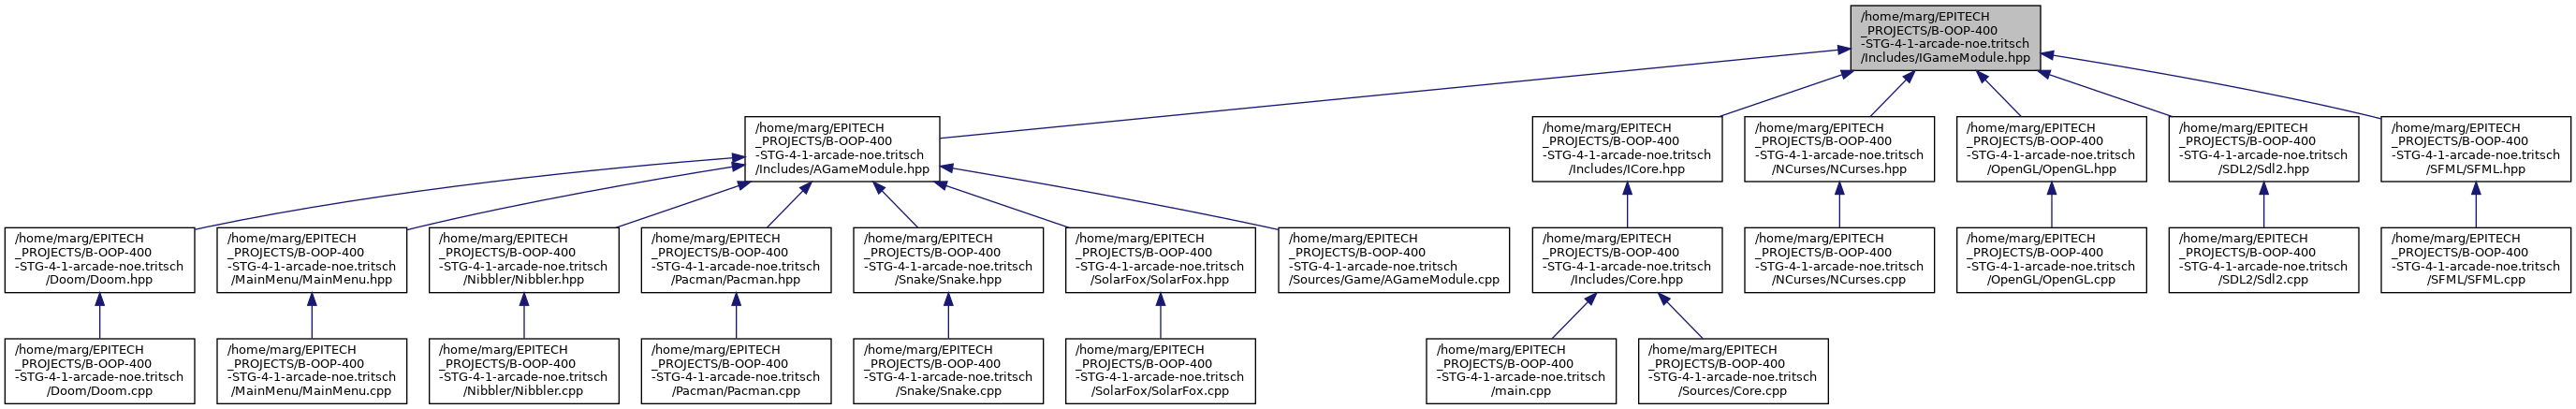 /home/marg/EPITECH
_PROJECTS/B-OOP-400
-STG-4-1-arcade-noe.tritsch
/Includes/IGameModule.hpp
/home/marg/EPITECH
_PROJECTS/B-OOP-400
-STG-4-1-arcade-noe.tritsch
/Includes/AGameModule.hpp
/home/marg/EPITECH
_PROJECTS/B-OOP-400
-STG-4-1-arcade-noe.tritsch
/Includes/ICore.hpp
/home/marg/EPITECH
_PROJECTS/B-OOP-400
-STG-4-1-arcade-noe.tritsch
/NCurses/NCurses.hpp
/home/marg/EPITECH
_PROJECTS/B-OOP-400
-STG-4-1-arcade-noe.tritsch
/OpenGL/OpenGL.hpp
/home/marg/EPITECH
_PROJECTS/B-OOP-400
-STG-4-1-arcade-noe.tritsch
/SDL2/Sdl2.hpp
/home/marg/EPITECH
_PROJECTS/B-OOP-400
-STG-4-1-arcade-noe.tritsch
/SFML/SFML.hpp
/home/marg/EPITECH
_PROJECTS/B-OOP-400
-STG-4-1-arcade-noe.tritsch
/Doom/Doom.hpp
/home/marg/EPITECH
_PROJECTS/B-OOP-400
-STG-4-1-arcade-noe.tritsch
/MainMenu/MainMenu.hpp
/home/marg/EPITECH
_PROJECTS/B-OOP-400
-STG-4-1-arcade-noe.tritsch
/Nibbler/Nibbler.hpp
/home/marg/EPITECH
_PROJECTS/B-OOP-400
-STG-4-1-arcade-noe.tritsch
/Pacman/Pacman.hpp
/home/marg/EPITECH
_PROJECTS/B-OOP-400
-STG-4-1-arcade-noe.tritsch
/Snake/Snake.hpp
/home/marg/EPITECH
_PROJECTS/B-OOP-400
-STG-4-1-arcade-noe.tritsch
/SolarFox/SolarFox.hpp
/home/marg/EPITECH
_PROJECTS/B-OOP-400
-STG-4-1-arcade-noe.tritsch
/Sources/Game/AGameModule.cpp
/home/marg/EPITECH
_PROJECTS/B-OOP-400
-STG-4-1-arcade-noe.tritsch
/Includes/Core.hpp
/home/marg/EPITECH
_PROJECTS/B-OOP-400
-STG-4-1-arcade-noe.tritsch
/NCurses/NCurses.cpp
/home/marg/EPITECH
_PROJECTS/B-OOP-400
-STG-4-1-arcade-noe.tritsch
/OpenGL/OpenGL.cpp
/home/marg/EPITECH
_PROJECTS/B-OOP-400
-STG-4-1-arcade-noe.tritsch
/SDL2/Sdl2.cpp
/home/marg/EPITECH
_PROJECTS/B-OOP-400
-STG-4-1-arcade-noe.tritsch
/SFML/SFML.cpp
/home/marg/EPITECH
_PROJECTS/B-OOP-400
-STG-4-1-arcade-noe.tritsch
/Doom/Doom.cpp
/home/marg/EPITECH
_PROJECTS/B-OOP-400
-STG-4-1-arcade-noe.tritsch
/MainMenu/MainMenu.cpp
/home/marg/EPITECH
_PROJECTS/B-OOP-400
-STG-4-1-arcade-noe.tritsch
/Nibbler/Nibbler.cpp
/home/marg/EPITECH
_PROJECTS/B-OOP-400
-STG-4-1-arcade-noe.tritsch
/Pacman/Pacman.cpp
/home/marg/EPITECH
_PROJECTS/B-OOP-400
-STG-4-1-arcade-noe.tritsch
/Snake/Snake.cpp
/home/marg/EPITECH
_PROJECTS/B-OOP-400
-STG-4-1-arcade-noe.tritsch
/SolarFox/SolarFox.cpp
/home/marg/EPITECH
_PROJECTS/B-OOP-400
-STG-4-1-arcade-noe.tritsch
/main.cpp
/home/marg/EPITECH
_PROJECTS/B-OOP-400
-STG-4-1-arcade-noe.tritsch
/Sources/Core.cpp